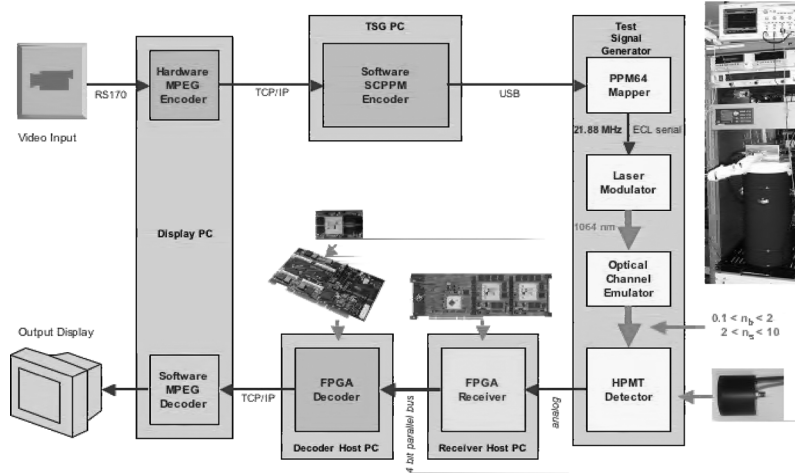 TSG PC
Test
Signal
Generator
Hardware
MPEG
Encoder
Software
SCPPM
Encoder
PPM64
Mapper
RS170
TCP/IP
USB
Video Input
21.88 MHz
ECL serial
Laser
Modulator
Display PC
1064 nm
Optical
Channel
Emulator
Output Display
0.1 < nb < 2
2 < ns < 10
Software
MPEG
Decoder
FPGA
Decoder
FPGA
Receiver
HPMT
Detector
TCP/IP
4 bit parallel bus
analog
Decoder Host PC
Receiver Host PC